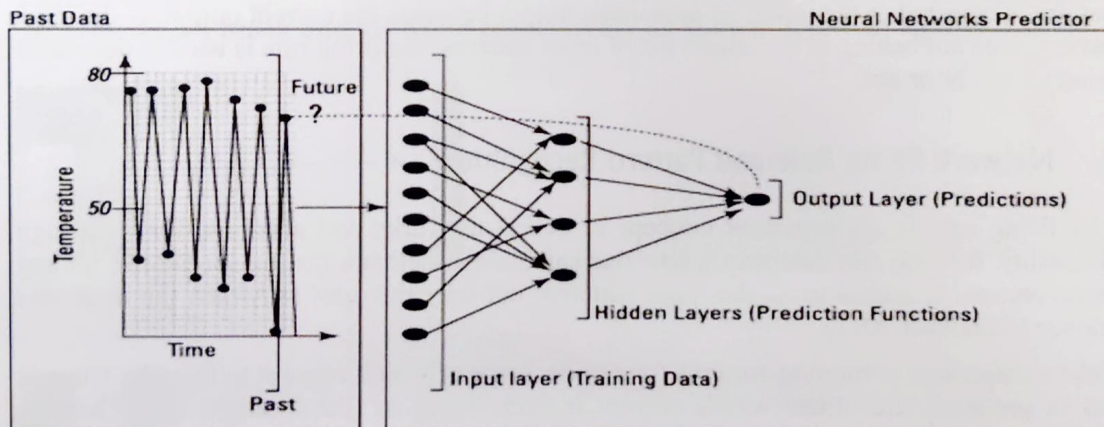 Past Data
Neural Networks Predictor
80
Future
?
50
Temperature
Time
Past
Output Layer (Predictions)
Hidden Layers (Prediction Functions)
Input layer (Training Data)